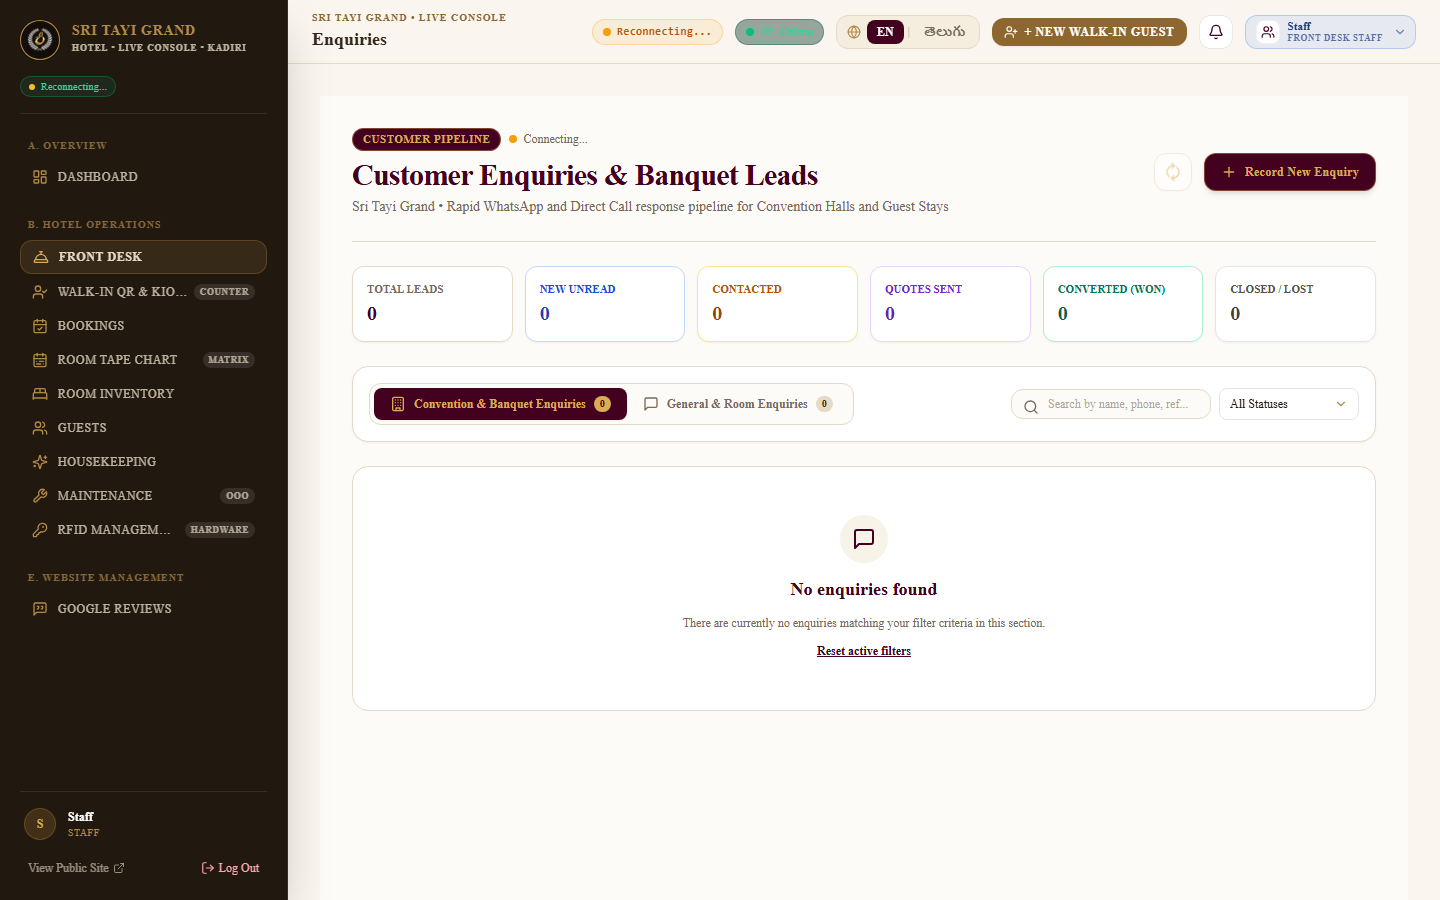 SRI TAYI GRAND
HOTEL • LIVE CONSOLE • KADIRI
Reconnecting...
A. OVERVIEW
DASHBOARD
B. HOTEL OPERATIONS
FRONT DESK
WALK-IN QR & KIO... COUNTER
BOOKINGS
ROOM TAPE CHART MATRIX
ROOM INVENTORY
GUESTS
HOUSEKEEPING
MAINTENANCE OOO
RFID MANAGEM... HARDWARE
E. WEBSITE MANAGEMENT
GOOGLE REVIEWS
S
Staff
STAFF
View Public Site
Log Out
SRI TAYI GRAND • LIVE CONSOLE
Enquiries
Reconnecting...
EN
తెలుగు
+ NEW WALK-IN GUEST
Staff
FRONT DESK STAFF
CUSTOMER PIPELINE
Connecting...
Customer Enquiries & Banquet Leads
Sri Tayi Grand • Rapid WhatsApp and Direct Call response pipeline for Convention Halls and Guest Stays
Record New Enquiry
TOTAL LEADS
0
NEW UNREAD
0
CONTACTED
0
QUOTES SENT
0
CONVERTED (WON)
0
CLOSED / LOST
0
Convention & Banquet Enquiries 0
General & Room Enquiries 0
Search by name, phone, ref...
All Statuses
No enquiries found
There are currently no enquiries matching your filter criteria in this section.
Reset active filters